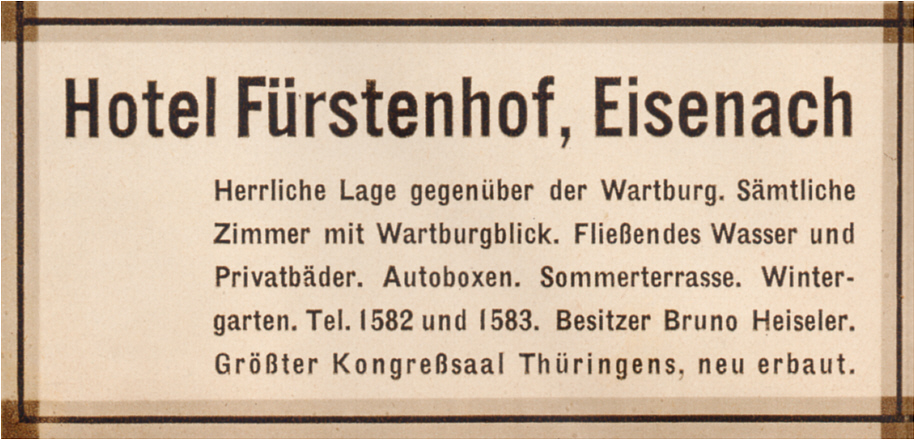 Hotel Fürstenhof, Eisenach
Herrliche Lage gegenüber der Wartburg. Sämtliche
Zimmer mit Wartburgblick. Fließendes Wasser und
Privatbäder. Autoboxen. Sommerterrasse. Winter-
garten. Tel. 1582 und 1583. Besitzer Bruno Heiseler.
Größter Kongreßsaal Thüringens, neu erbaut.